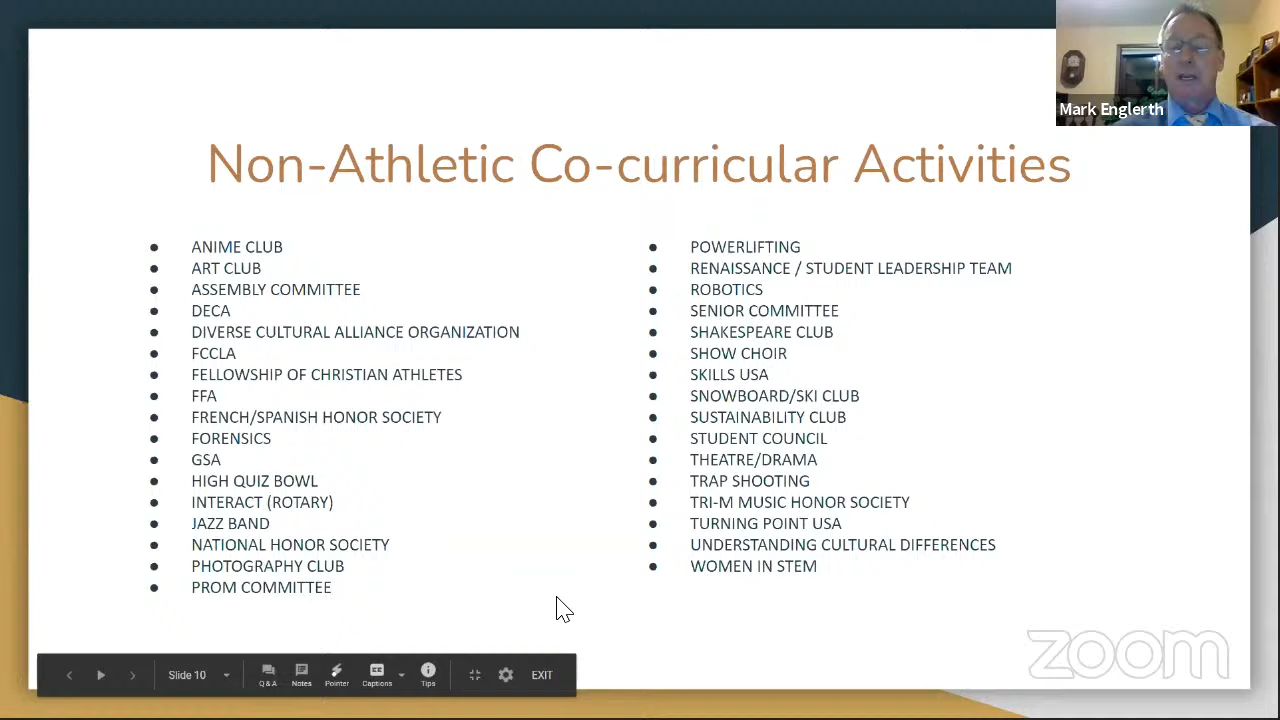 Mark Englerth
Non-Athletic Co-curricular Activities
ANIME CLUB
ART CLUB
ASSEMBLY COMMITTEE
DECA
DIVERSE CULTURAL ALLIANCE ORGANIZATION
FCCLA
FELLOWSHIP OF CHRISTIAN ATHLETES
FFA
FRENCH/SPANISH HONOR SOCIETY
FORENSICS
GSA
HIGH QUIZ BOWL
INTERACT (ROTARY)
JAZZ BAND
NATIONAL HONOR SOCIETY
PHOTOGRAPHY CLUB
PROM COMMITTEE
POWERLIFTING
RENAISSANCE / STUDENT LEADERSHIP TEAM
ROBOTICS
SENIOR COMMITTEE
SHAKESPEARE CLUB
SHOW CHOIR
SKILLS USA
SNOWBOARD/SKI CLUB
SUSTAINABILITY CLUB
STUDENT COUNCIL
THEATRE/DRAMA
TRAP SHOOTING
TRI-M MUSIC HONOR SOCIETY
TURNING POINT USA
UNDERSTANDING CULTURAL DIFFERENCES
WOMEN IN STEM
zoom
Slide 10 Q & A Notes Pointer CC Captions Tips EXIT